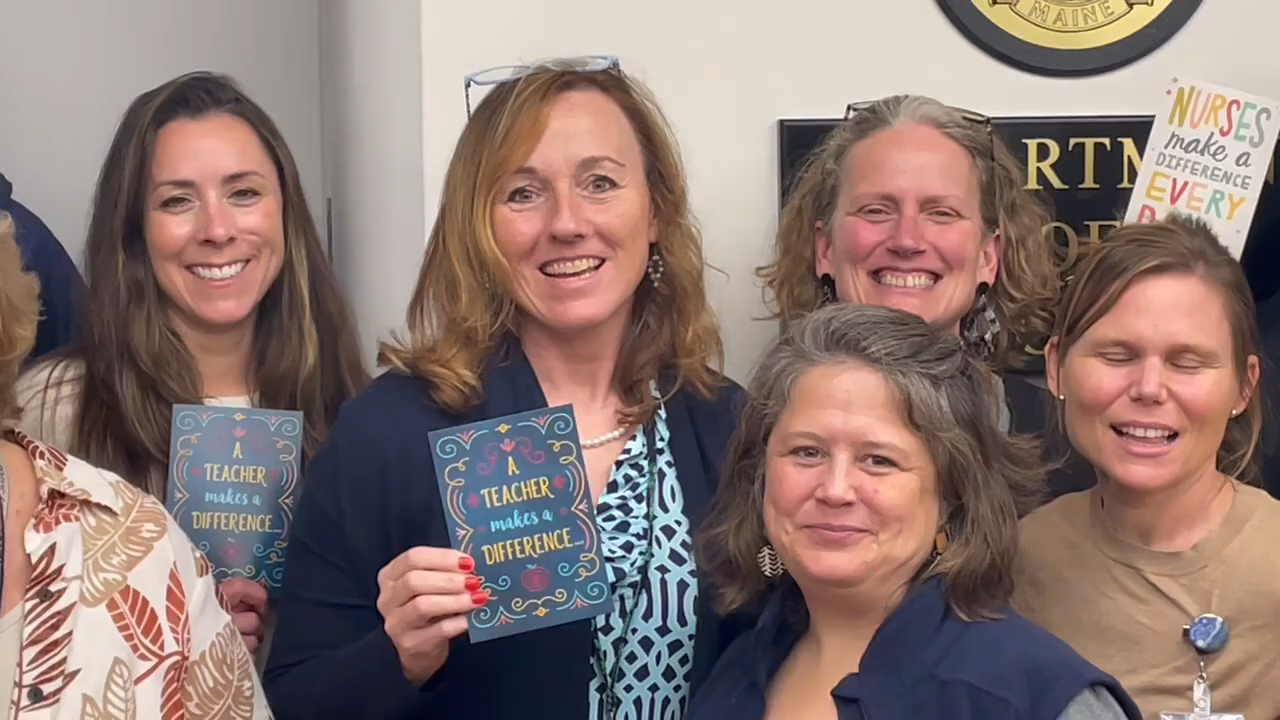 MAINE
NURSES
make a
DIFFERENCE
EVERY
RTM
A
TEACHER
makes a
DIFFERENCE...
A
TEACHER
makes a
DIFFERENCE...